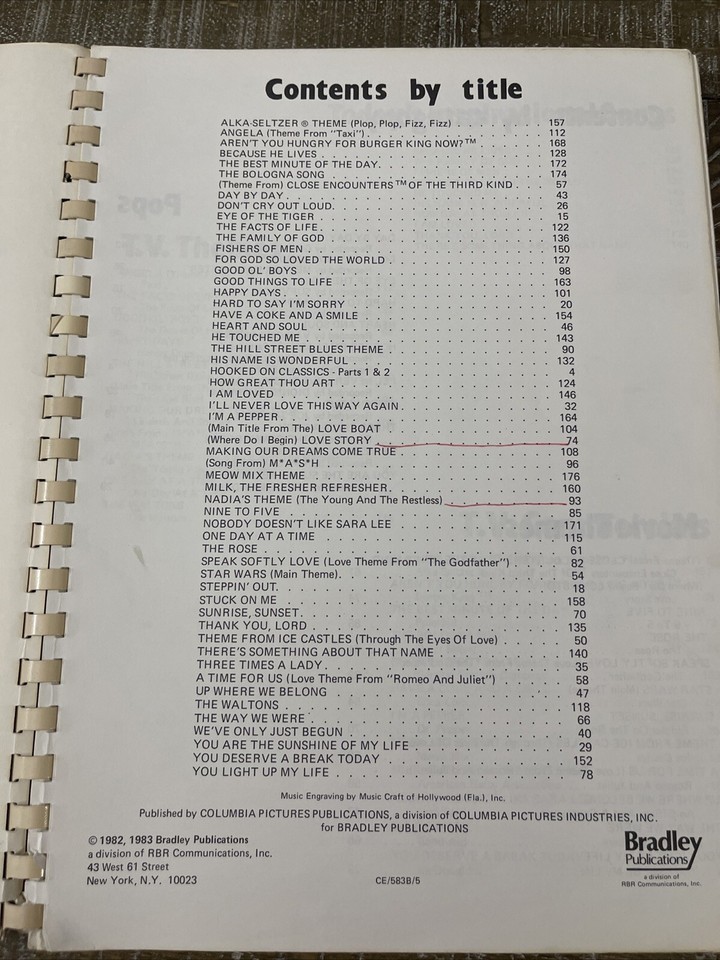 Contents by title
ALKA-SELTZER ® THEME (Plop, Plop, Fizz, Fizz) . . . 157
ANGELA (Theme From "Taxi") . . . 112
AREN'T YOU HUNGRY FOR BURGER KING NOW?™ . . . 168
BECAUSE HE LIVES . . . 128
THE BEST MINUTE OF THE DAY . . . 172
THE BOLOGNA SONG . . . 174
(Theme From) CLOSE ENCOUNTERS™ OF THE THIRD KIND . . . 57
DAY BY DAY . . . 43
DON'T CRY OUT LOUD . . . 26
EYE OF THE TIGER . . . 15
THE FACTS OF LIFE . . . 122
THE FAMILY OF GOD . . . 136
FISHERS OF MEN . . . 150
FOR GOD SO LOVED THE WORLD . . . 127
GOOD OL' BOYS . . . 98
GOOD THINGS TO LIFE . . . 163
HAPPY DAYS . . . 101
HARD TO SAY I'M SORRY . . . 20
HAVE A COKE AND A SMILE . . . 154
HEART AND SOUL . . . 46
HE TOUCHED ME . . . 143
THE HILL STREET BLUES THEME . . . 90
HIS NAME IS WONDERFUL . . . 132
HOOKED ON CLASSICS - Parts 1 & 2 . . . 4
HOW GREAT THOU ART . . . 124
I AM LOVED . . . 146
I'LL NEVER LOVE THIS WAY AGAIN . . . 32
I'M A PEPPER . . . 164
(Main Title From The) LOVE BOAT . . . 104
(Where Do I Begin) LOVE STORY . . . 74
MAKING OUR DREAMS COME TRUE . . . 108
(Song From) M*A*S*H . . . 96
MEOW MIX THEME . . . 176
MILK, THE FRESHER REFRESHER . . . 160
NADIA'S THEME (The Young And The Restless) . . . 93
NINE TO FIVE . . . 85
NOBODY DOESN'T LIKE SARA LEE . . . 171
ONE DAY AT A TIME . . . 115
THE ROSE . . . 61
SPEAK SOFTLY LOVE (Love Theme From "The Godfather") . . . 82
STAR WARS (Main Theme) . . . 54
STEPPIN' OUT . . . 18
STUCK ON ME . . . 158
SUNRISE, SUNSET . . . 70
THANK YOU, LORD . . . 135
THEME FROM ICE CASTLES (Through The Eyes Of Love) . . . 50
THERE'S SOMETHING ABOUT THAT NAME . . . 140
THREE TIMES A LADY . . . 35
A TIME FOR US (Love Theme From "Romeo And Juliet") . . . 58
UP WHERE WE BELONG . . . 47
THE WALTONS . . . 118
THE WAY WE WERE . . . 66
WE'VE ONLY JUST BEGUN . . . 40
YOU ARE THE SUNSHINE OF MY LIFE . . . 29
YOU DESERVE A BREAK TODAY . . . 152
YOU LIGHT UP MY LIFE . . . 78
Music Engraving by Music Craft of Hollywood (Fla.), Inc.
Published by COLUMBIA PICTURES PUBLICATIONS, a division of COLUMBIA PICTURES INDUSTRIES, INC.
for BRADLEY PUBLICATIONS
© 1982, 1983 Bradley Publications
a division of RBR Communications, Inc.
43 West 61 Street
New York, N.Y. 10023
CE/583B/5
Bradley
Publications
a division of
RBR Communications, Inc.